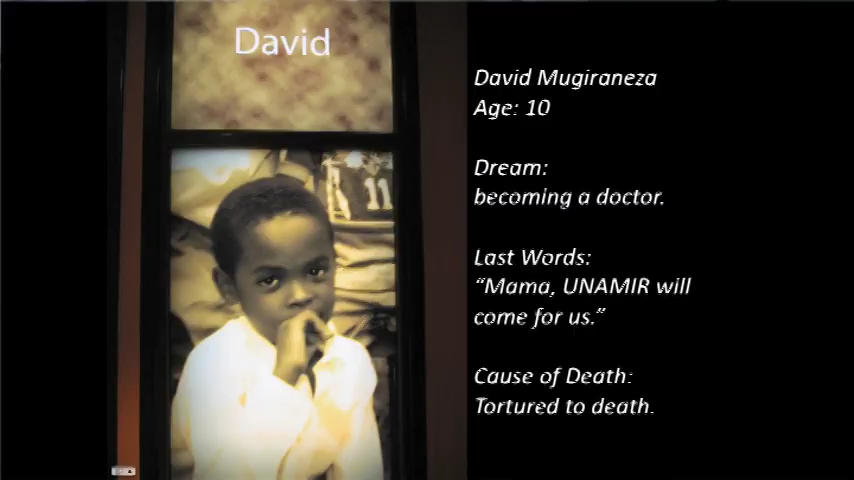 David
11
David Mugiraneza
Age: 10
Dream:
becoming a doctor.
Last Words:
“Mama, UNAMIR will
come for us.”
Cause of Death:
Tortured to death.